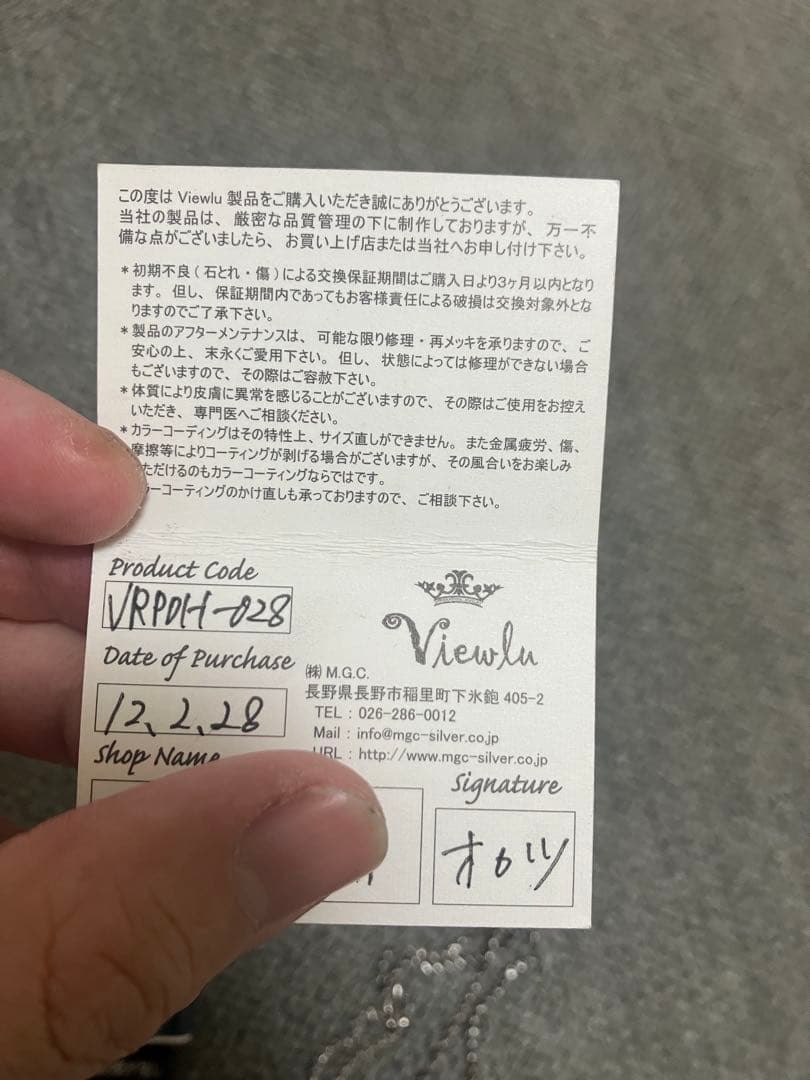 この度は Viewlu 製品をご購入いただき誠にありがとうございます。
当社の製品は、厳密な品質管理の下に制作しておりますが、万一不
備な点がございましたら、お買い上げ店または当社へお申し付け下さい。
＊初期不良(石とれ・傷)による交換保証期間はご購入日より3ヶ月以内となり
ます。但し、保証期間内であってもお客様責任による破損は交換対象外とな
りますのでご了承下さい。
＊製品のアフターメンテナンスは、可能な限り修理・再メッキを承りますので、ご
安心の上、末永くご愛用下さい。但し、状態によっては修理ができない場合
もございますので、その際はご容赦下さい。
＊体質により皮膚に異常を感じることがございますので、その際はご使用をお控え
いただき、専門医へご相談ください。
＊カラーコーディングはその特性上、サイズ直しができません。また金属疲労、傷、
摩擦等によりコーティングが剥げる場合がございますが、その風合いをお楽しみ
ただけるのもカラーコーティングならではです。
ラーコーティングのかけ直しも承っておりますので、ご相談下さい。
Product Code
VRPDH-028
Date of Purchase
12、2、28
Shop Name
Viewlu
(株) M.G.C.
長野県長野市稲里町下氷鉋 405-2
TEL : 026-286-0012
Mail : info@mgc-silver.co.jp
URL : http://www.mgc-silver.co.jp
Signature